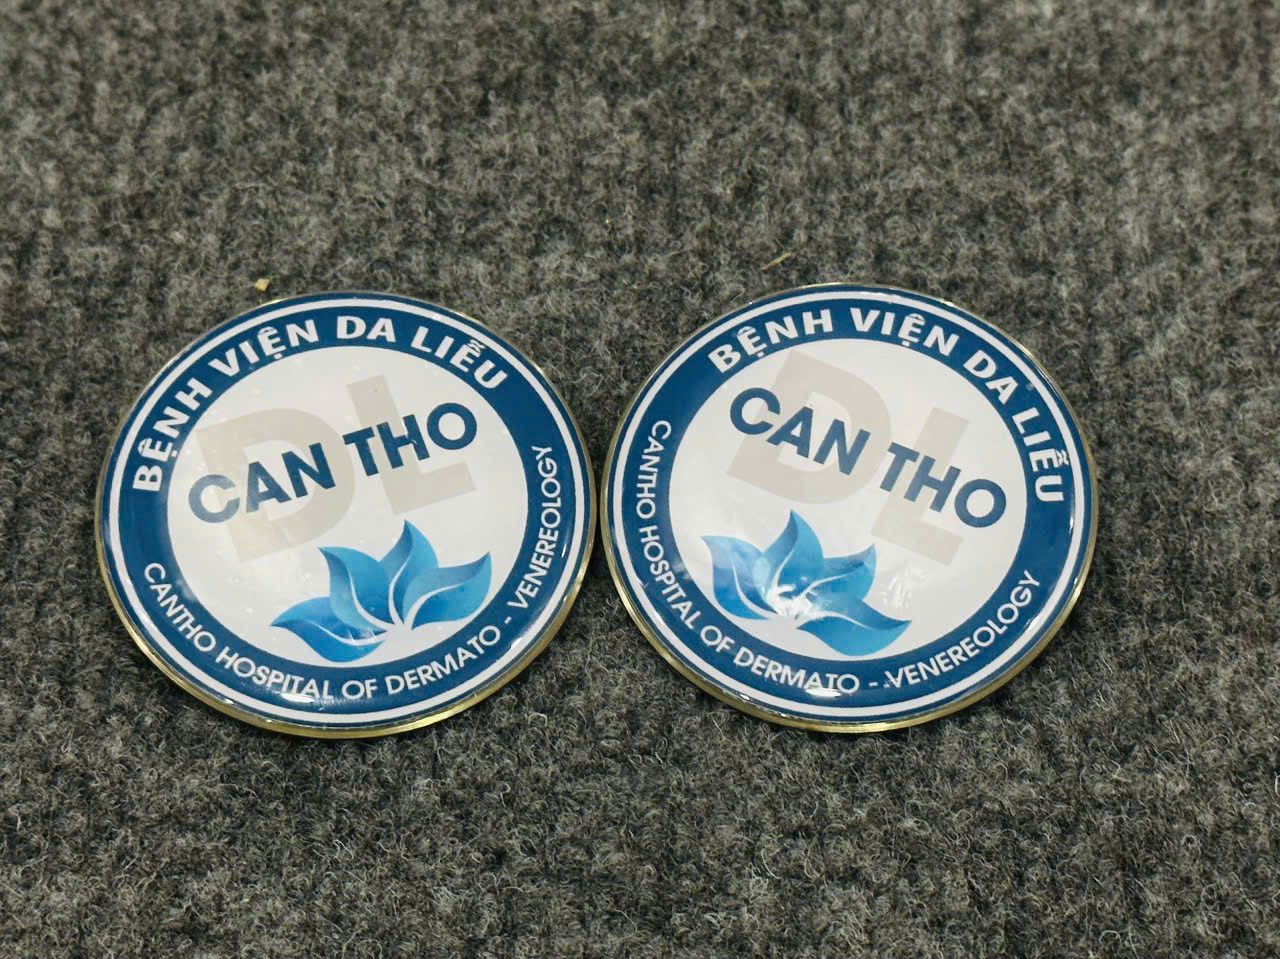 BỆNH VIỆN DA LIỄU
DL
CAN THO
CANTHO HOSPITAL OF DERMATO - VENEREOLOGY
BỆNH VIỆN DA LIỄU
DL
CAN THO
CANTHO HOSPITAL OF DERMATO - VENEREOLOGY